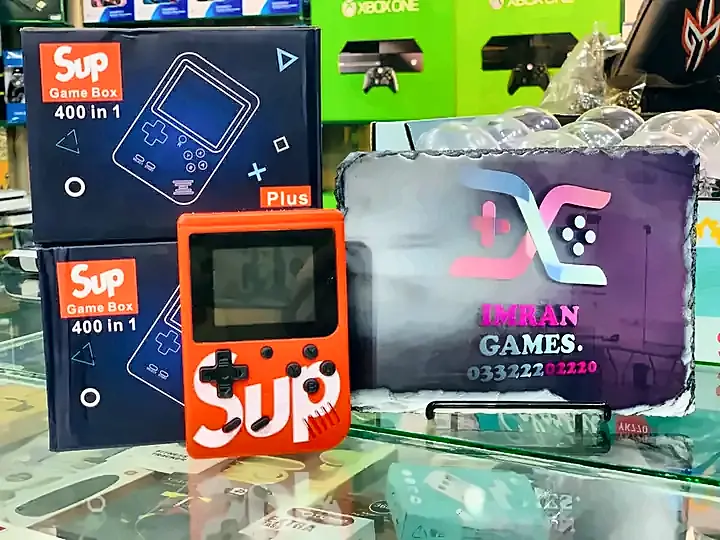 XBOX ONE
XBOX ONE
Sup
Game Box
400 in 1
Plus
Sup
Game Box
400 in 1
Sup
IMRAN
GAMES.
03322202220
EXTRA